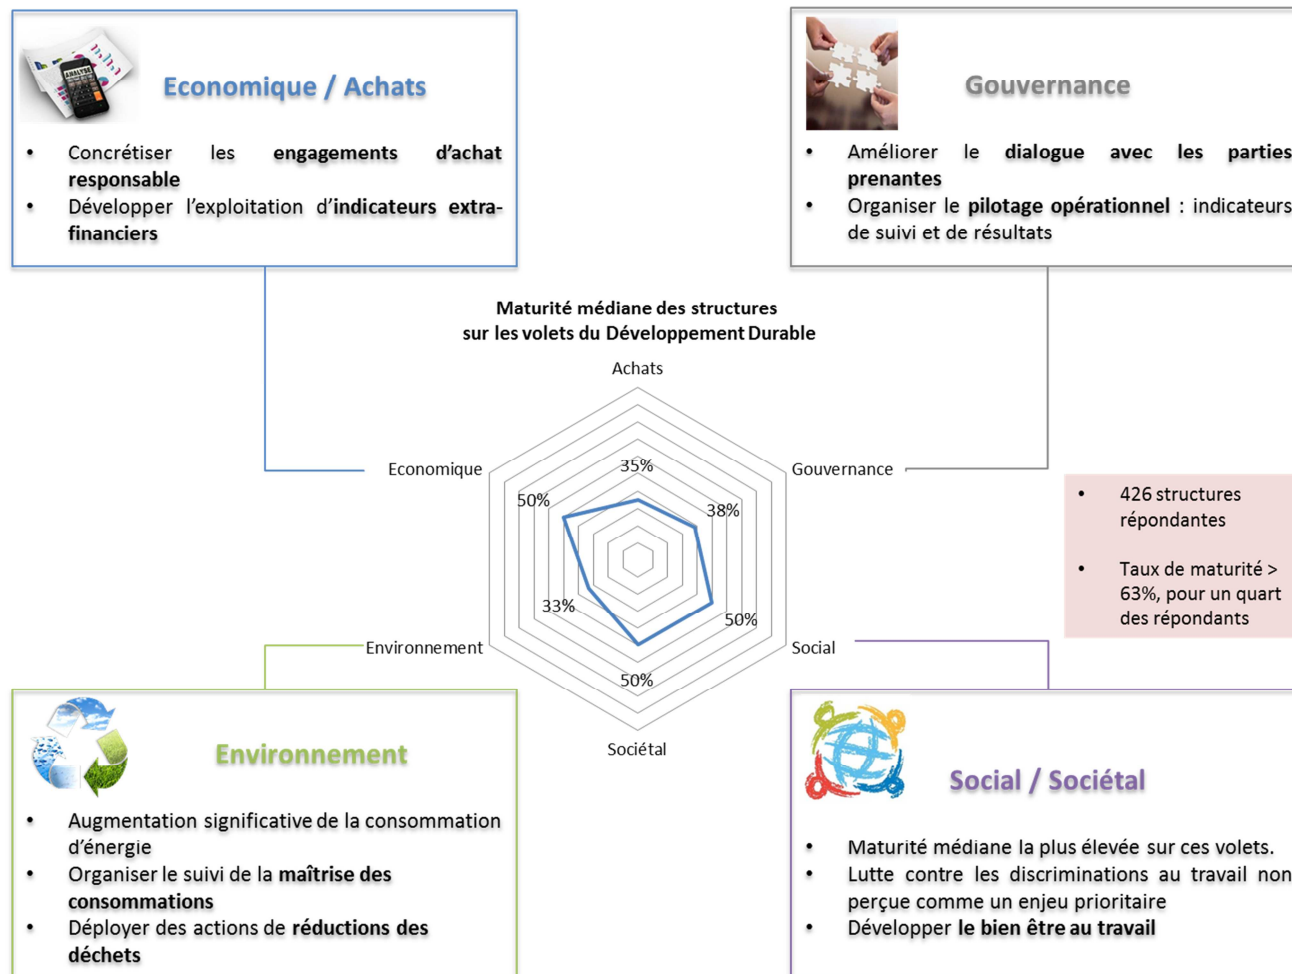 ANALYSE
Economique / Achats
• Concrétiser les engagements d’achat
responsable
• Développer l’exploitation d’indicateurs extra-
financiers
Gouvernance
• Améliorer le dialogue avec les parties
prenantes
• Organiser le pilotage opérationnel : indicateurs
de suivi et de résultats
Maturité médiane des structures
sur les volets du Développement Durable
Achats
Economique
Gouvernance
35%
50%
38%
33%
50%
50%
Environnement
Social
Sociétal
• 426 structures
répondantes
• Taux de maturité >
63%, pour un quart
des répondants
Environnement
• Augmentation significative de la consommation
d’énergie
• Organiser le suivi de la maîtrise des
consommations
• Déployer des actions de réductions des
déchets
Social / Sociétal
• Maturité médiane la plus élevée sur ces volets.
• Lutte contre les discriminations au travail non
perçue comme un enjeu prioritaire
• Développer le bien être au travail